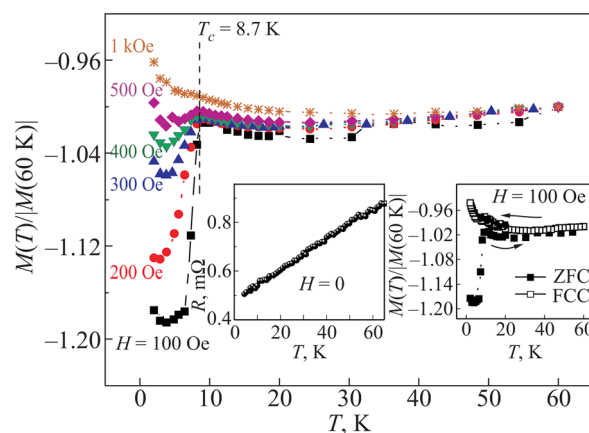 T_c = 8.7 K
−0.96
−1.04
−1.12
−1.20
M(T)/|M(60 K)|
1 kOe
500 Oe
400 Oe
300 Oe
200 Oe
H = 100 Oe
0 10 20 30 40 50 60
T, K
0.8
0.6
0.4
R, mΩ
H = 0
0 20 40 60
T, K
−0.96
−1.02
−1.08
−1.14
−1.20
M(T)/|M(60 K)|
H = 100 Oe
ZFC
FCC
0 20 40 60
T, K